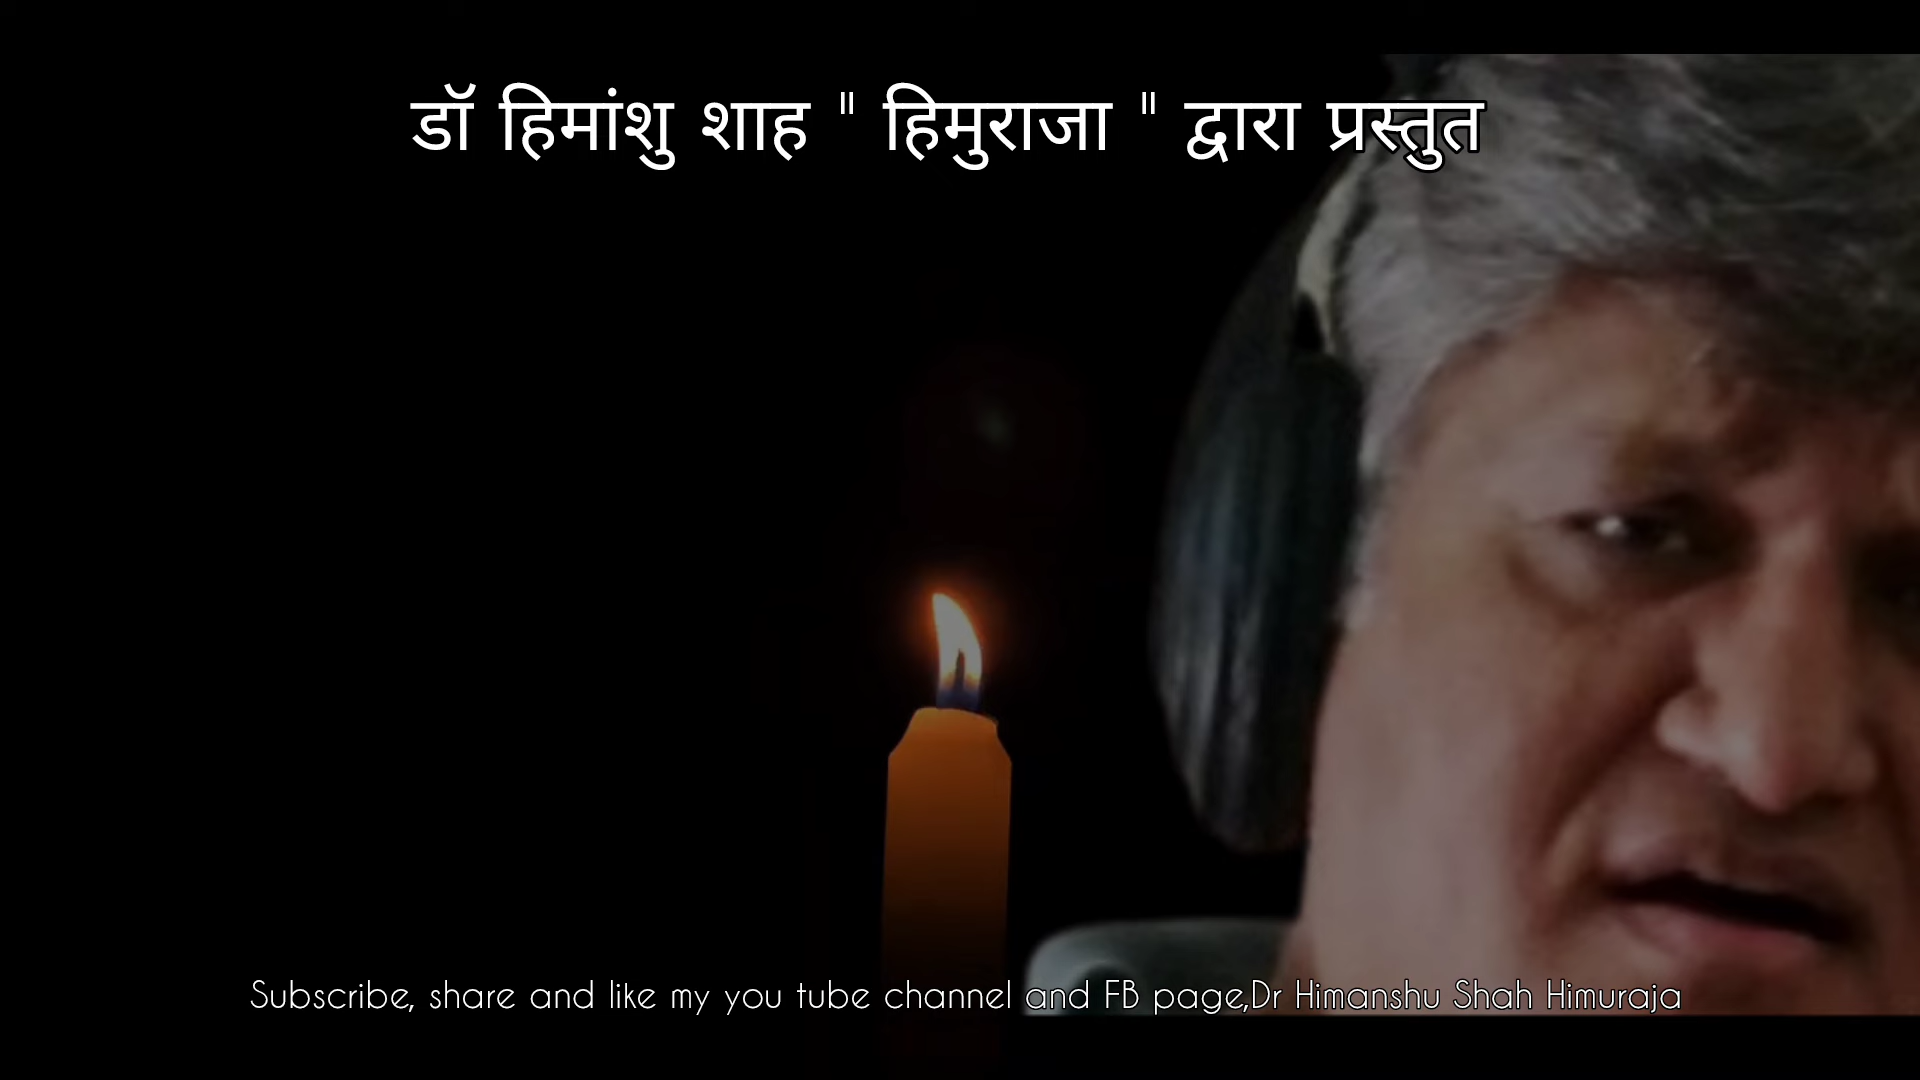 डॉ हिमांशु शाह " हिमुराजा " द्वारा प्रस्तुत
Subscribe, share and like my you tube channel and FB page,Dr Himanshu Shah Himuraja